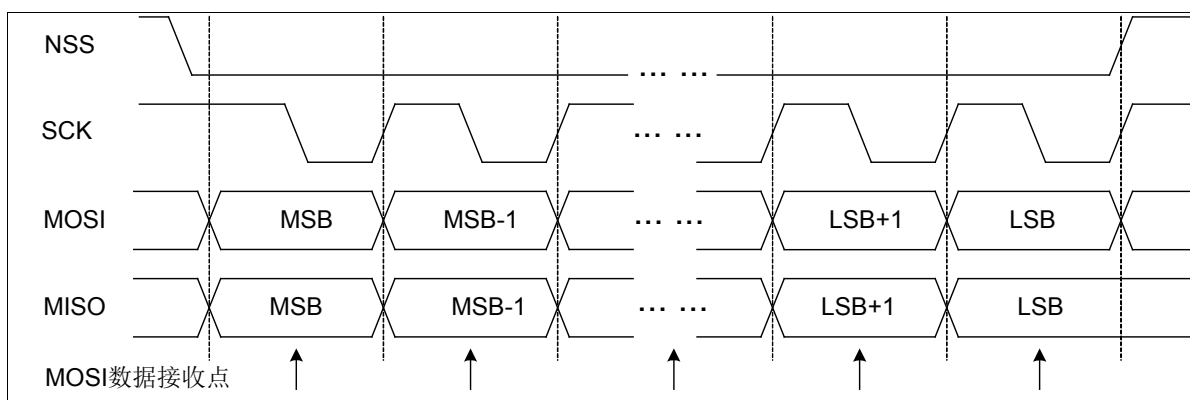 NSS
... ...
SCK
... ...
MOSI MSB MSB-1 ... ... LSB+1 LSB
MISO MSB MSB-1 ... ... LSB+1 LSB
MOSI数据接收点